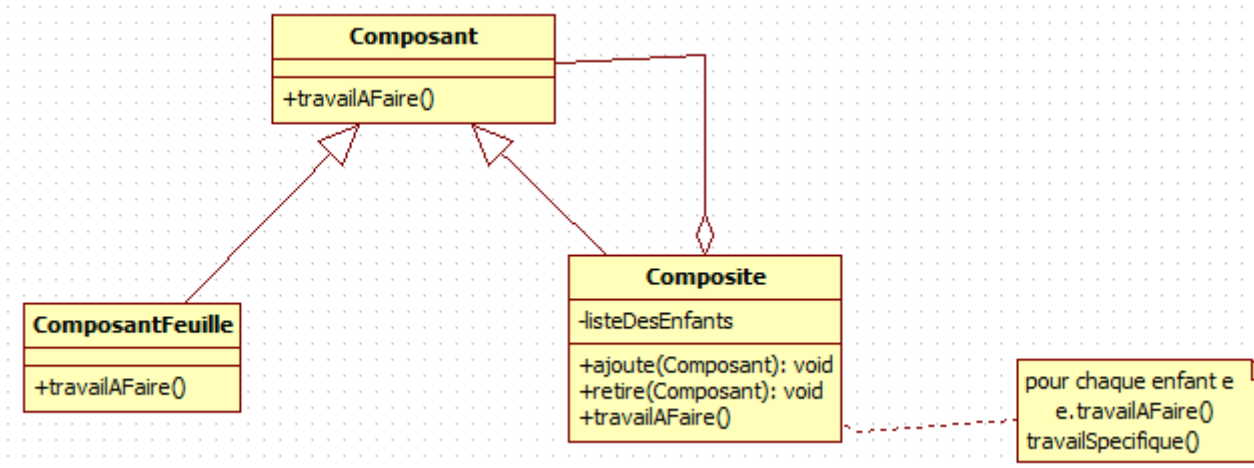 Composant
+travailAFaire()
ComposantFeuille
+travailAFaire()
Composite
-listeDesEnfants
+ajoute(Composant): void
+retire(Composant): void
+travailAFaire()
pour chaque enfant e
e.travailAFaire()
travailSpecifique()